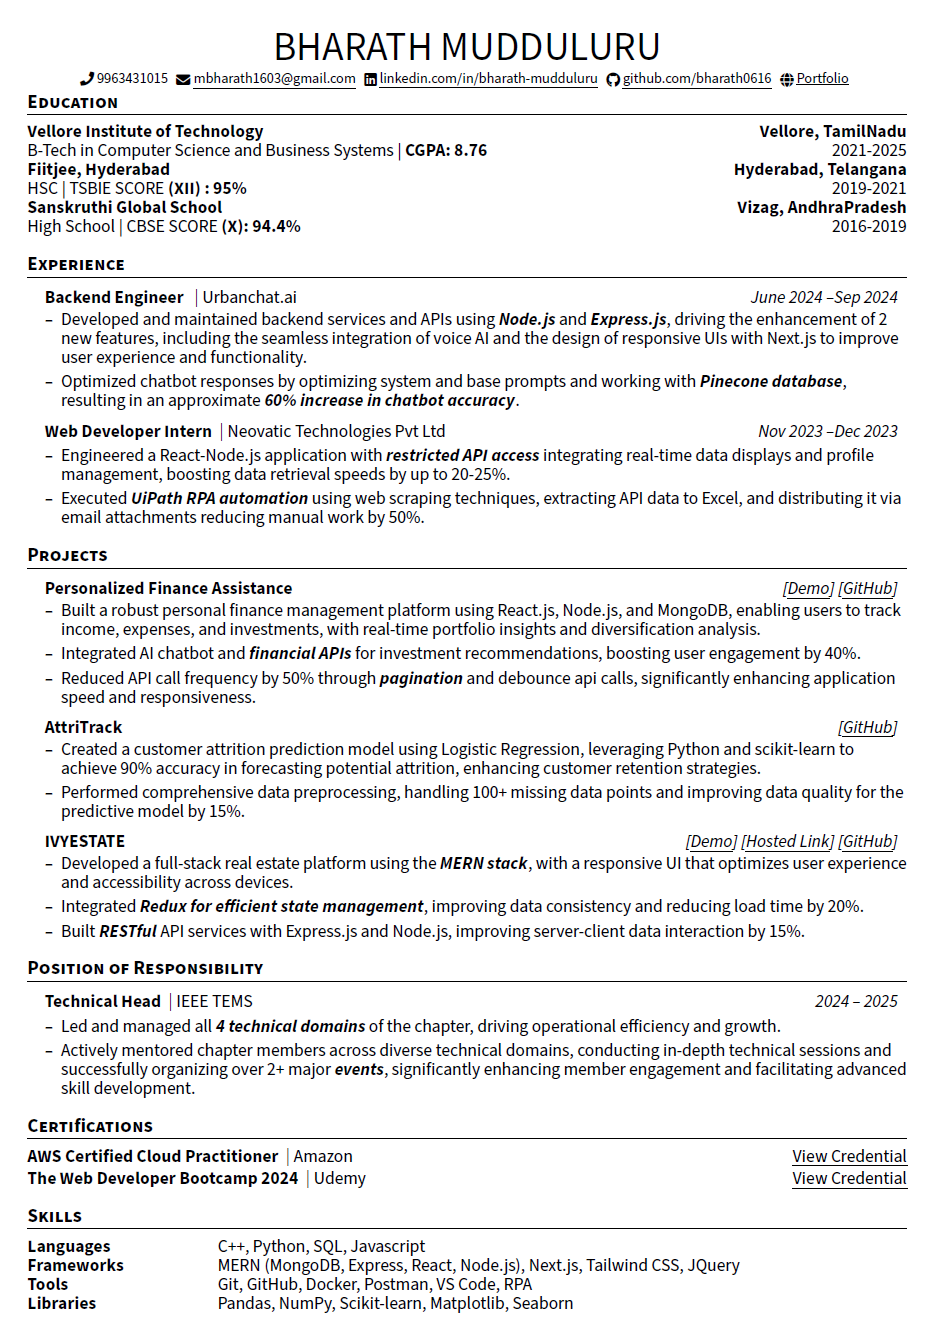 BHARATH MUDDULURU
9963431015 mbharath1603@gmail.com linkedin.com/in/bharath-mudduluru github.com/bharath0616 Portfolio
Education
Vellore Institute of Technology Vellore, TamilNadu
B-Tech in Computer Science and Business Systems | CGPA: 8.76 2021-2025
Fiitjee, Hyderabad Hyderabad, Telangana
HSC | TSBIE SCORE (XII) : 95% 2019-2021
Sanskruthi Global School Vizag, AndhraPradesh
High School | CBSE SCORE (X): 94.4% 2016-2019
Experience
Backend Engineer | Urbanchat.ai June 2024 –Sep 2024
– Developed and maintained backend services and APIs using Node.js and Express.js, driving the enhancement of 2
new features, including the seamless integration of voice AI and the design of responsive UIs with Next.js to improve
user experience and functionality.
– Optimized chatbot responses by optimizing system and base prompts and working with Pinecone database,
resulting in an approximate 60% increase in chatbot accuracy.
Web Developer Intern | Neovatic Technologies Pvt Ltd Nov 2023 –Dec 2023
– Engineered a React-Node.js application with restricted API access integrating real-time data displays and profile
management, boosting data retrieval speeds by up to 20-25%.
– Executed UiPath RPA automation using web scraping techniques, extracting API data to Excel, and distributing it via
email attachments reducing manual work by 50%.
Projects
Personalized Finance Assistance [Demo] [GitHub]
– Built a robust personal finance management platform using React.js, Node.js, and MongoDB, enabling users to track
income, expenses, and investments, with real-time portfolio insights and diversification analysis.
– Integrated AI chatbot and financial APIs for investment recommendations, boosting user engagement by 40%.
– Reduced API call frequency by 50% through pagination and debounce api calls, significantly enhancing application
speed and responsiveness.
AttriTrack [GitHub]
– Created a customer attrition prediction model using Logistic Regression, leveraging Python and scikit-learn to
achieve 90% accuracy in forecasting potential attrition, enhancing customer retention strategies.
– Performed comprehensive data preprocessing, handling 100+ missing data points and improving data quality for the
predictive model by 15%.
IVYESTATE [Demo] [Hosted Link] [GitHub]
– Developed a full-stack real estate platform using the MERN stack, with a responsive UI that optimizes user experience
and accessibility across devices.
– Integrated Redux for efficient state management, improving data consistency and reducing load time by 20%.
– Built RESTful API services with Express.js and Node.js, improving server-client data interaction by 15%.
Position of Responsibility
Technical Head | IEEE TEMS 2024 – 2025
– Led and managed all 4 technical domains of the chapter, driving operational efficiency and growth.
– Actively mentored chapter members across diverse technical domains, conducting in-depth technical sessions and
successfully organizing over 2+ major events, significantly enhancing member engagement and facilitating advanced
skill development.
Certifications
AWS Certified Cloud Practitioner | Amazon View Credential
The Web Developer Bootcamp 2024 | Udemy View Credential
Skills
Languages C++, Python, SQL, Javascript
Frameworks MERN (MongoDB, Express, React, Node.js), Next.js, Tailwind CSS, JQuery
Tools Git, GitHub, Docker, Postman, VS Code, RPA
Libraries Pandas, NumPy, Scikit-learn, Matplotlib, Seaborn